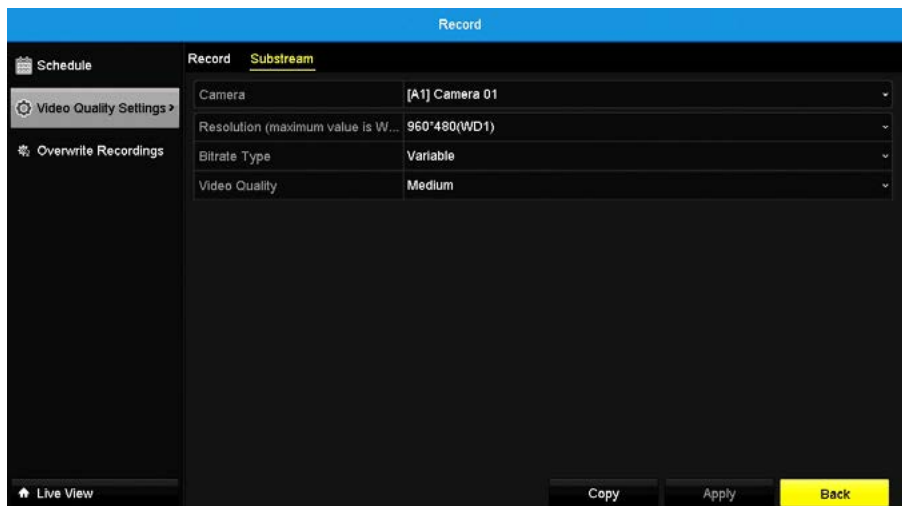 Record
Schedule
Video Quality Settings >
Overwrite Recordings
Live View
Record Substream
Camera [A1] Camera 01
Resolution (maximum value is W... 960*480(WD1)
Bitrate Type Variable
Video Quality Medium
Copy Apply Back